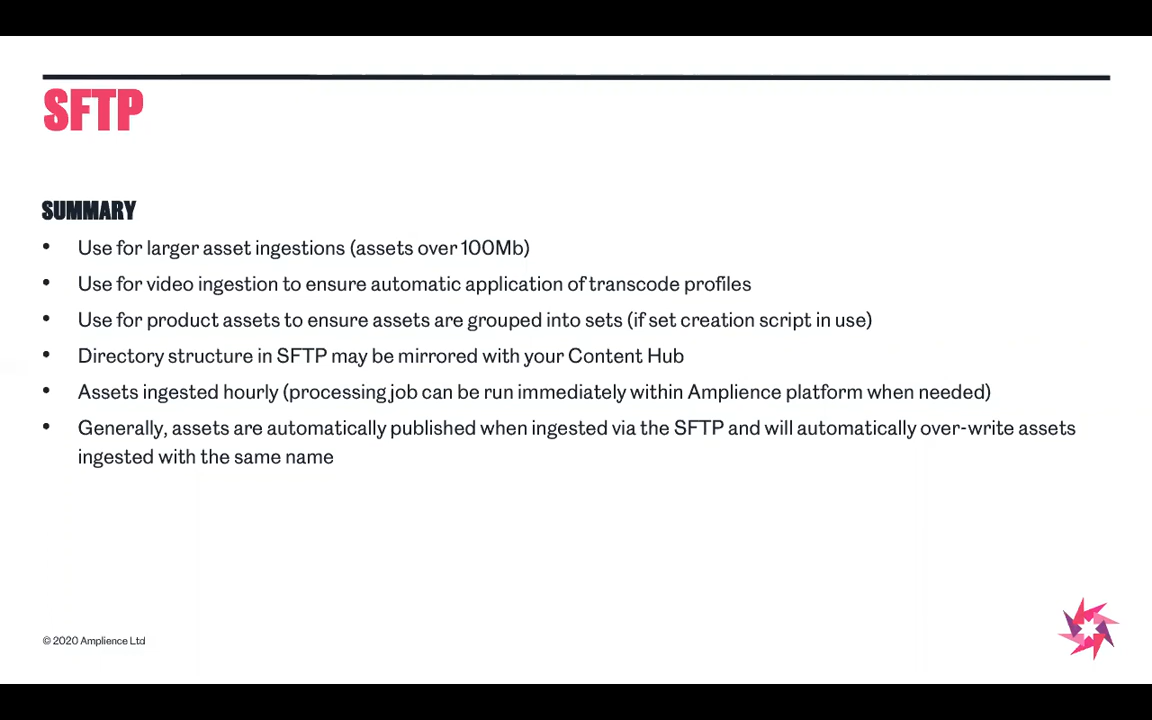 SFTP
SUMMARY
• Use for larger asset ingestions (assets over 100Mb)
• Use for video ingestion to ensure automatic application of transcode profiles
• Use for product assets to ensure assets are grouped into sets (if set creation script in use)
• Directory structure in SFTP may be mirrored with your Content Hub
• Assets ingested hourly (processing job can be run immediately within Amplience platform when needed)
• Generally, assets are automatically published when ingested via the SFTP and will automatically over-write assets
ingested with the same name
© 2020 Amplience Ltd